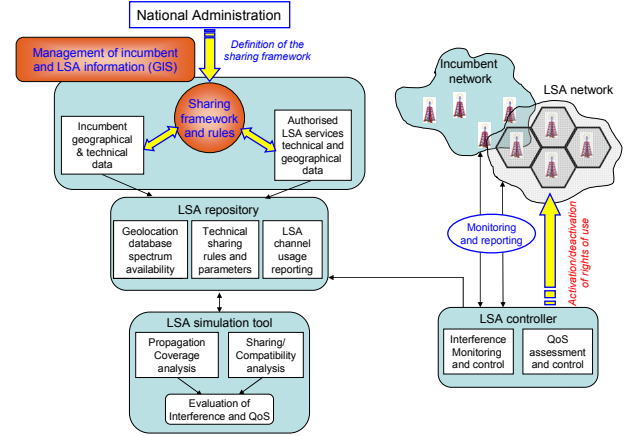 National Administration
Definition of the
sharing framework
Management of incumbent
and LSA information (GIS)
Sharing
framework
and rules
Incumbent
geographical
& technical
data
Authorised
LSA services
technical and
geographical
data
LSA repository
Geolocation
database
spectrum
availability
Technical
sharing
rules and
parameters
LSA
channel
usage
reporting
LSA simulation tool
Propagation
Coverage
analysis
Sharing/
Compatibility
analysis
Evaluation of
Interference and QoS
Incumbent
network
LSA network
Monitoring
and reporting
Activation/deactivation
of rights of use
LSA controller
Interference
Monitoring
and control
QoS
assessment
and control